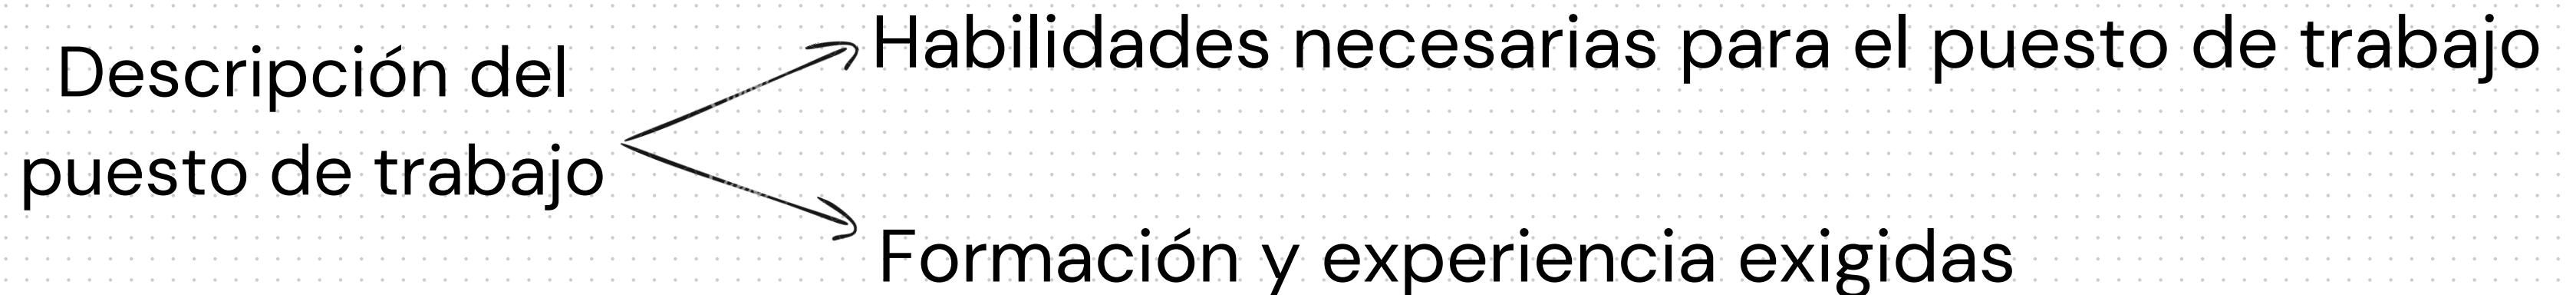 Descripción del
puesto de trabajo
Habilidades necesarias para el puesto de trabajo
Formación y experiencia exigidas